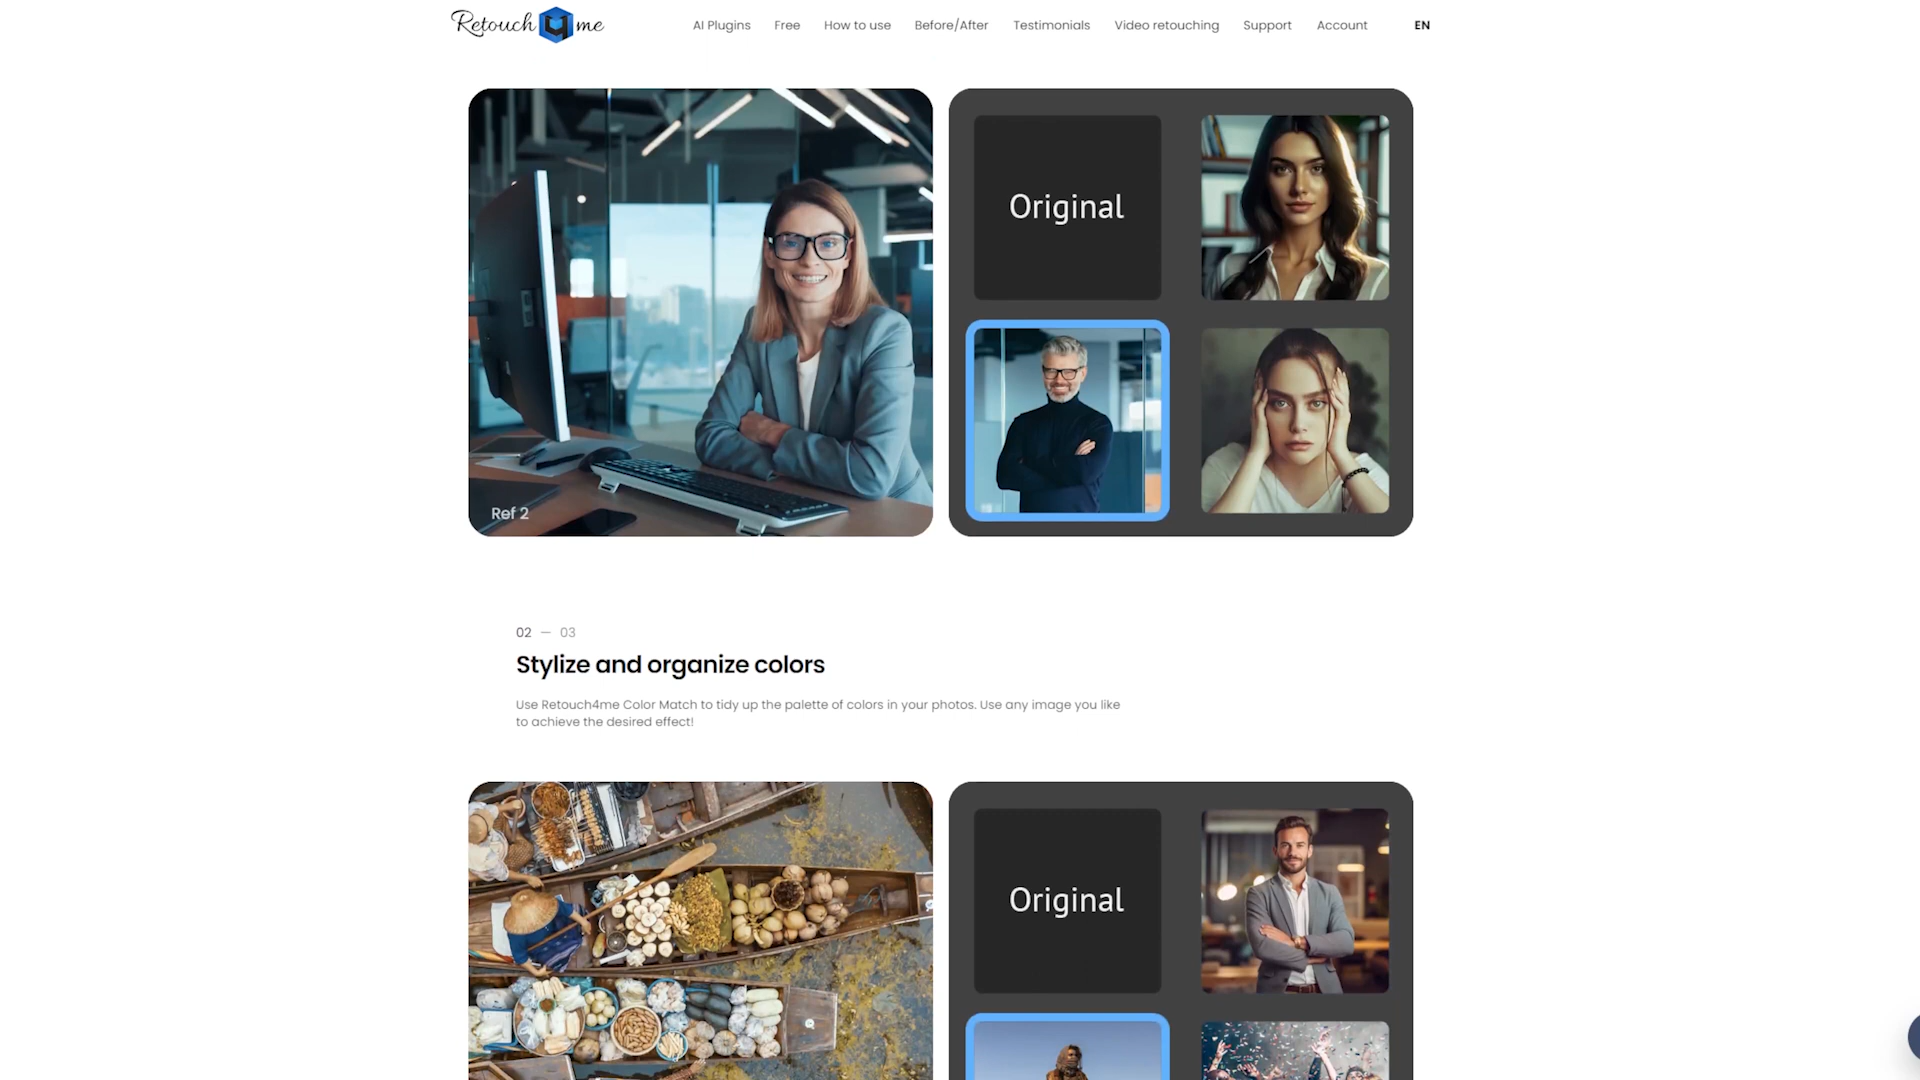 Retouch4me
AI Plugins Free How to use Before/After Testimonials Video retouching Support Account EN
Original
Ref 2
02 — 03
Stylize and organize colors
Use Retouch4me Color Match to tidy up the palette of colors in your photos. Use any image you like
to achieve the desired effect!
Original